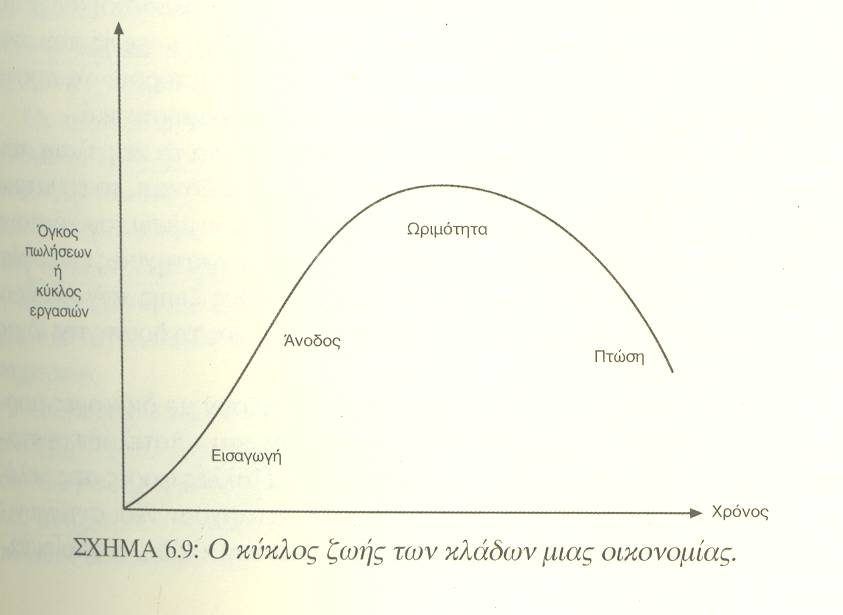 Όγκος
πωλήσεων
ή
κύκλος
εργασιών
Ωριμότητα
Άνοδος
Πτώση
Εισαγωγή
Χρόνος
ΣΧΗΜΑ 6.9: Ο κύκλος ζωής των κλάδων μιας οικονομίας.